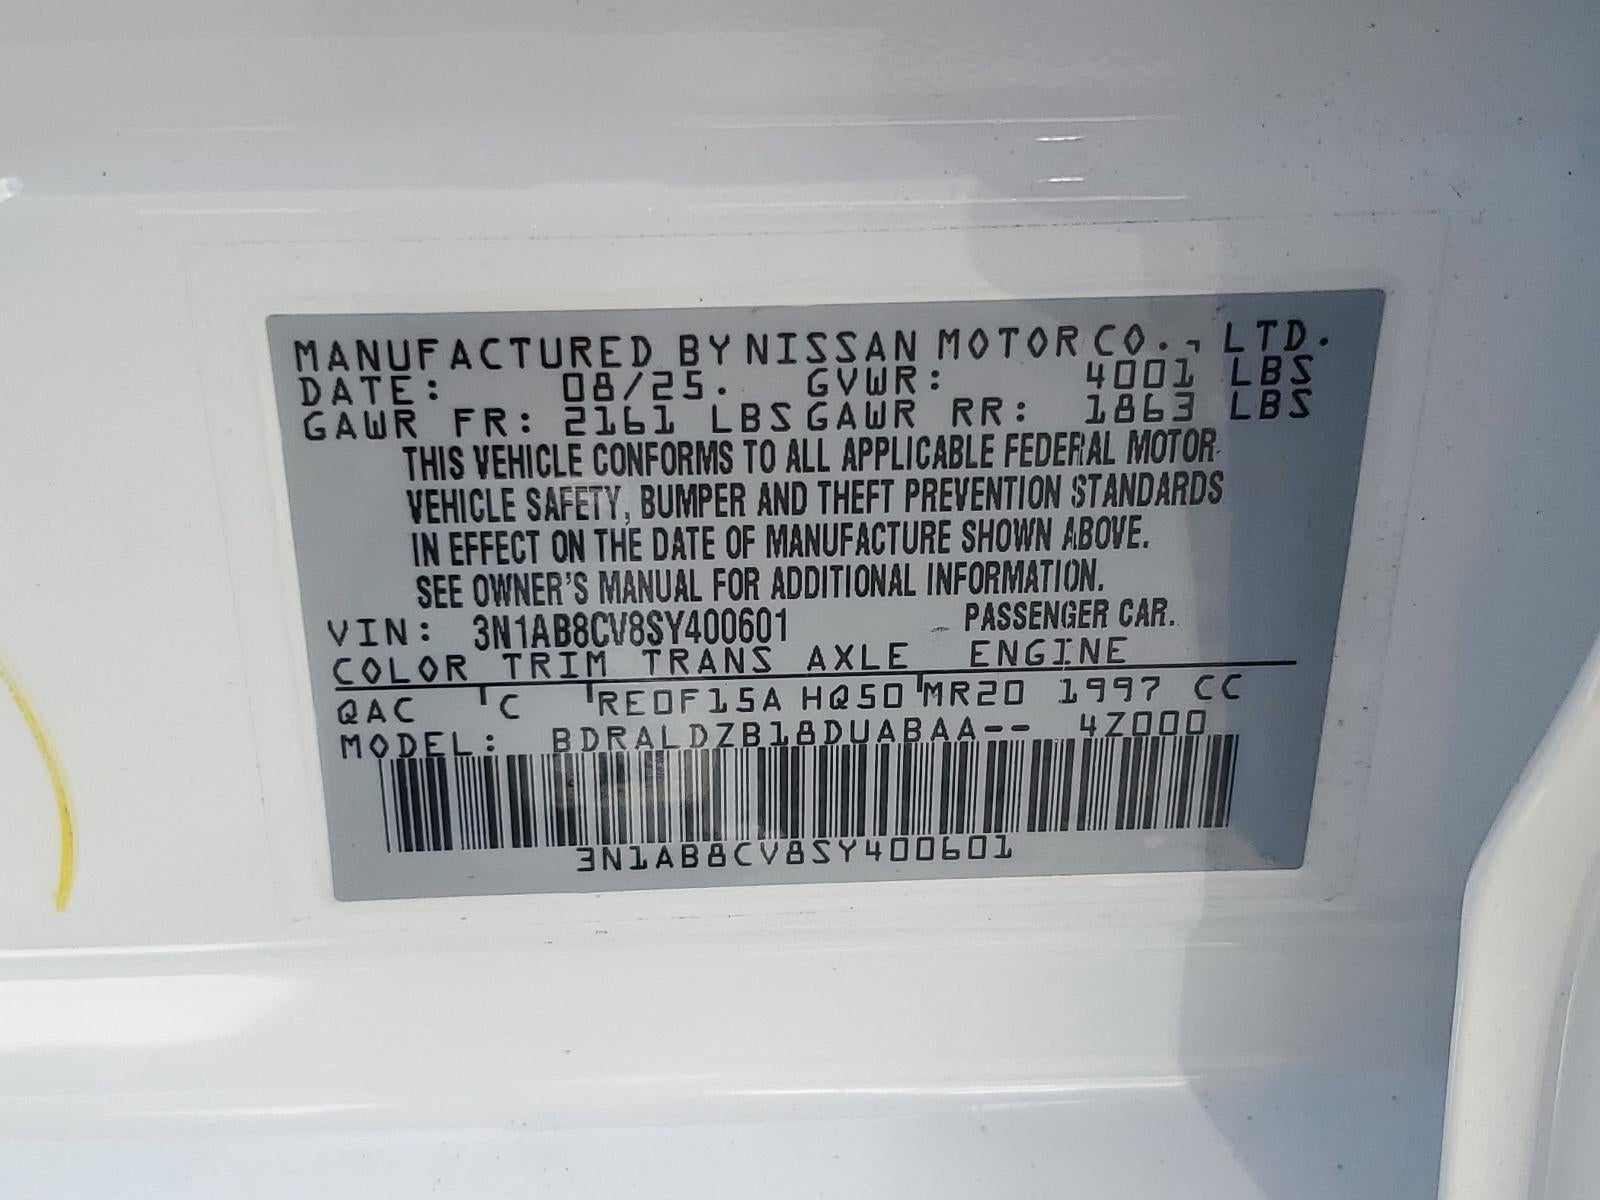 MANUFACTURED BY NISSAN MOTOR CO., LTD.
DATE: 08/25. GVWR: 4001 LBS
GAWR FR: 2161 LBS GAWR RR: 1863 LBS
THIS VEHICLE CONFORMS TO ALL APPLICABLE FEDERAL MOTOR
VEHICLE SAFETY, BUMPER AND THEFT PREVENTION STANDARDS
IN EFFECT ON THE DATE OF MANUFACTURE SHOWN ABOVE.
SEE OWNER'S MANUAL FOR ADDITIONAL INFORMATION.
VIN: 3N1AB8CV8SY400601 PASSENGER CAR.
COLOR TRIM TRANS AXLE ENGINE
QAC C RE0F15A HQ50 MR20 1997 CC
MODEL: BDRALDZB18DUABAA-- 4Z000
3N1AB8CV8SY400601